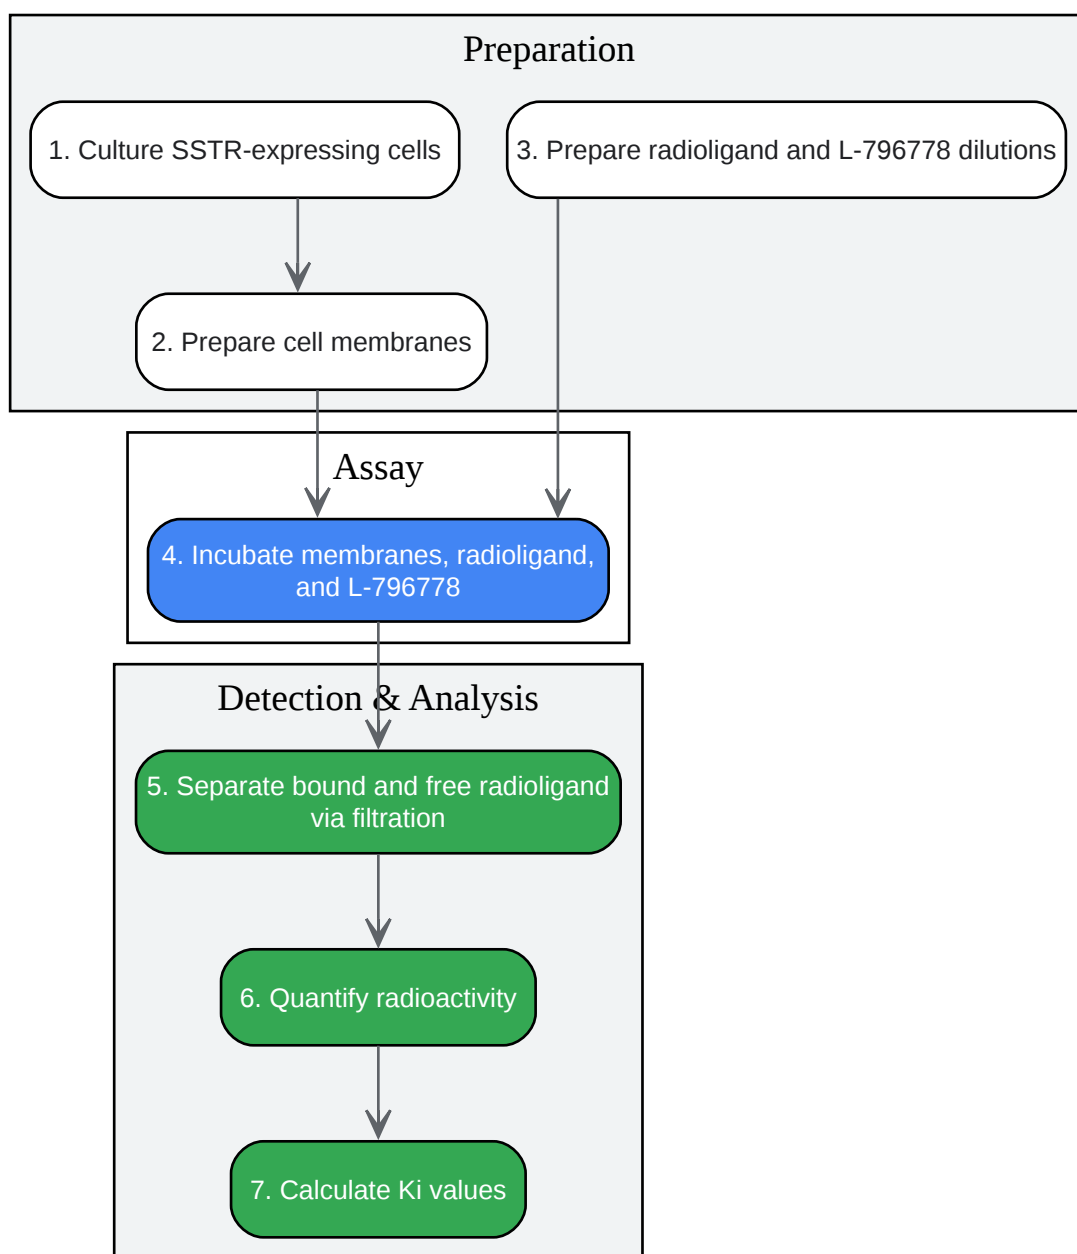 Preparation
1. Culture SSTR-expressing cells
3. Prepare radioligand and L-796778 dilutions
2. Prepare cell membranes
Assay
4. Incubate membranes, radioligand,
and L-796778
Detection & Analysis
5. Separate bound and free radioligand
via filtration
6. Quantify radioactivity
7. Calculate Ki values